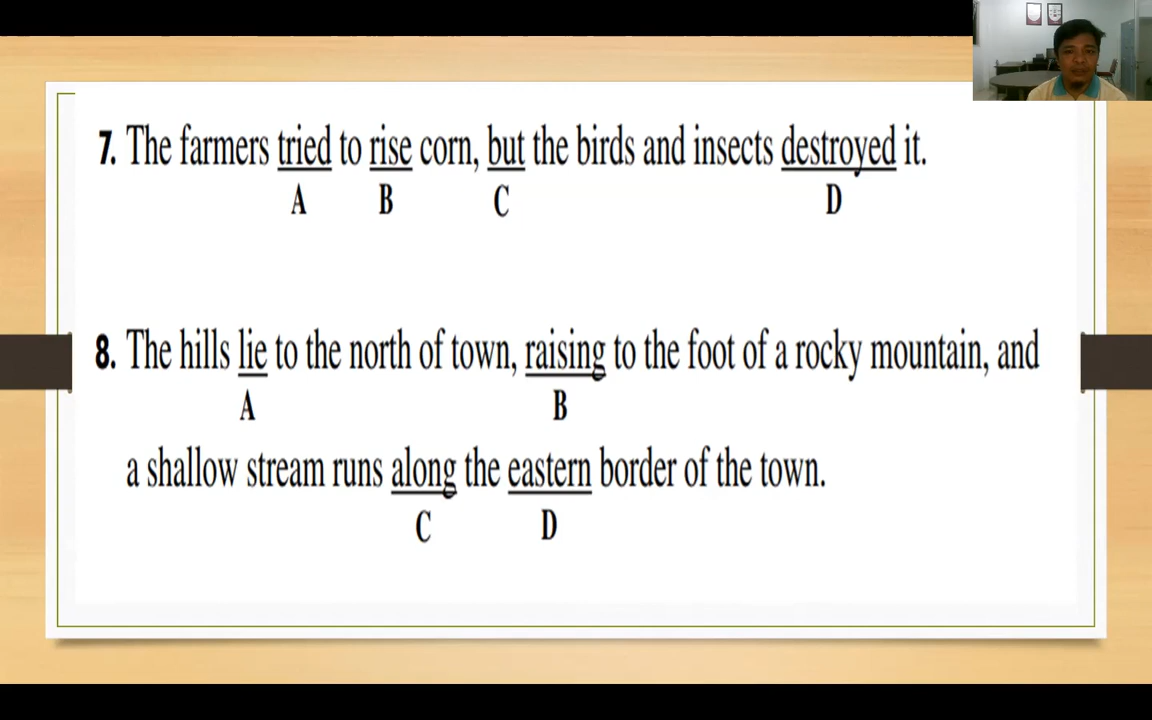 7. The farmers tried to rise corn, but the birds and insects destroyed it.
A B C D
8. The hills lie to the north of town, raising to the foot of a rocky mountain, and
A B
a shallow stream runs along the eastern border of the town.
C D